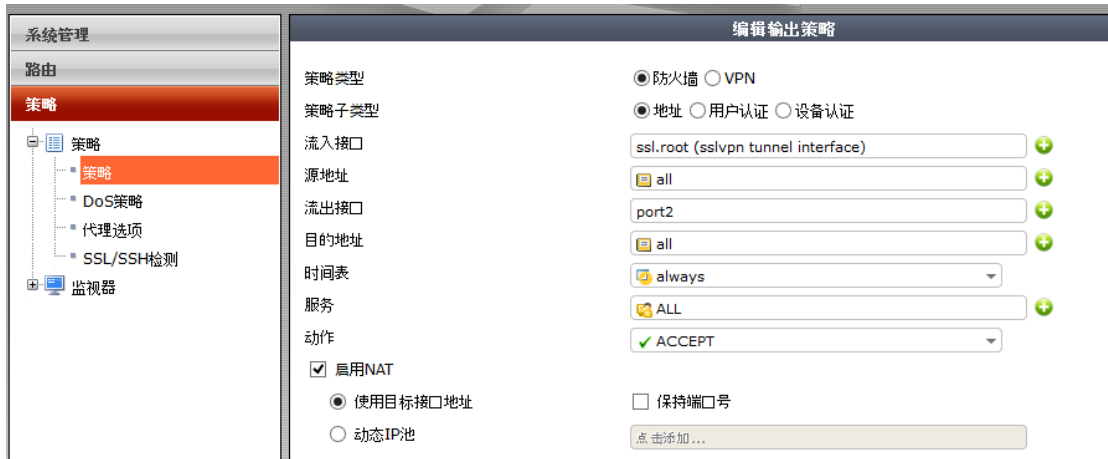 系统管理
路由
策略
策略
策略
DoS策略
代理选项
SSL/SSH检测
监视器
编辑输出策略
策略类型 防火墙 VPN
策略子类型 地址 用户认证 设备认证
流入接口 ssl.root (sslvpn tunnel interface)
源地址 all
流出接口 port2
目的地址 all
时间表 always
服务 ALL
动作 ACCEPT
启用NAT
使用目标接口地址 保持端口号
动态IP池 点击添加...